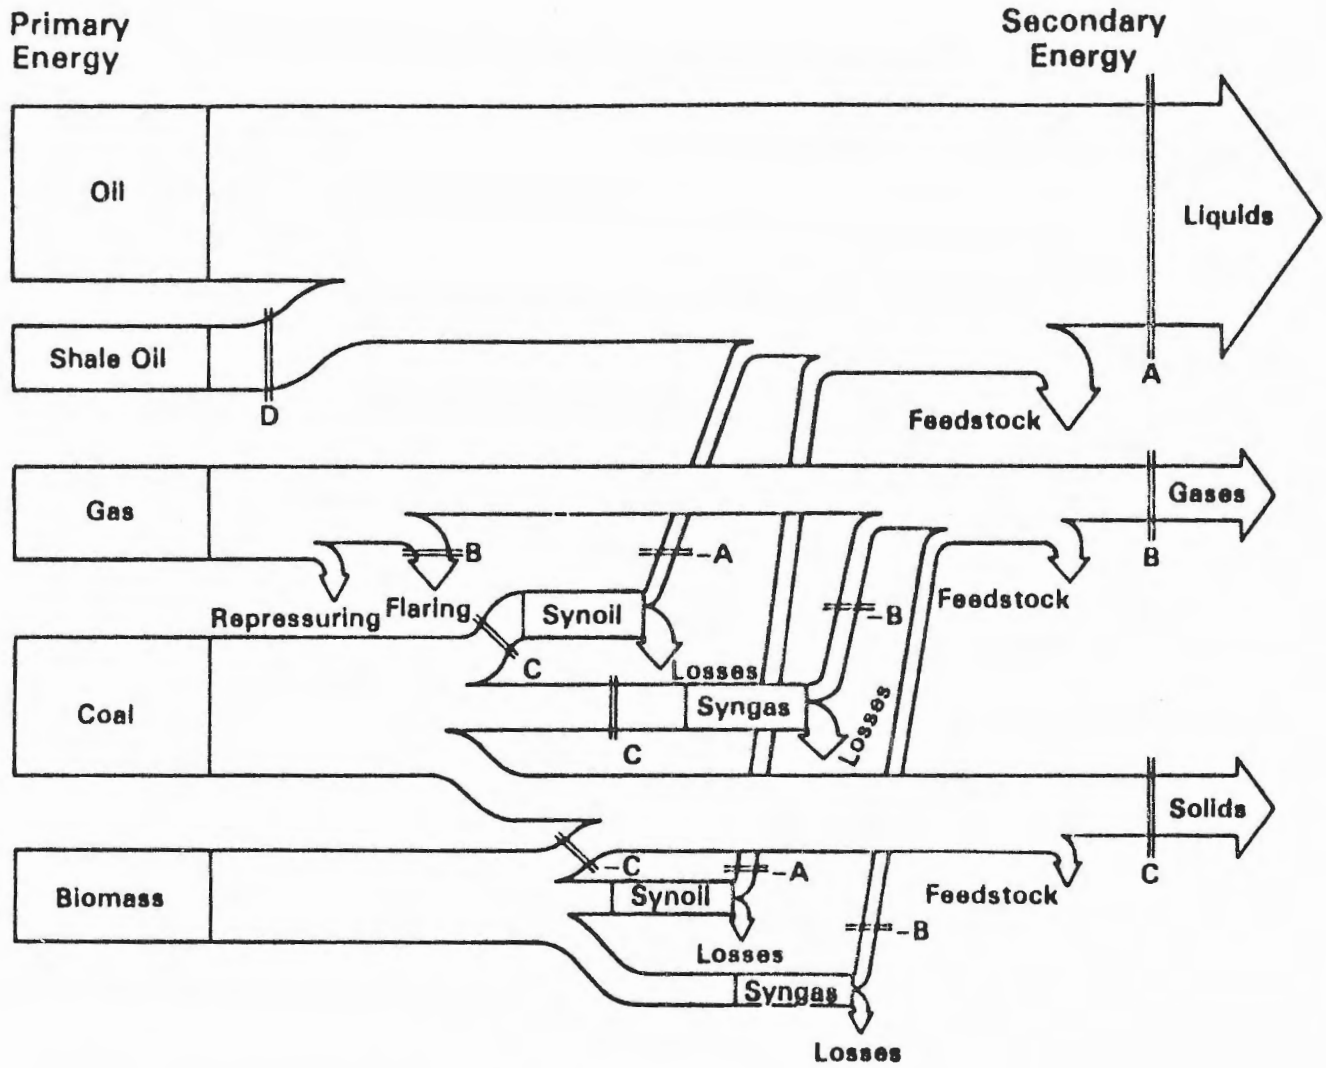 Primary
Energy
Secondary
Energy
Oil
Liquids
Shale Oil
D
A
Feedstock
Gas
Gases
B
-A
B
Repressuring
Flaring
Synoil
-B
Feedstock
C
Losses
Coal
Syngas
Losses
C
Solids
-C
-A
C
Biomass
Synoil
Feedstock
-B
Losses
Syngas
Losses